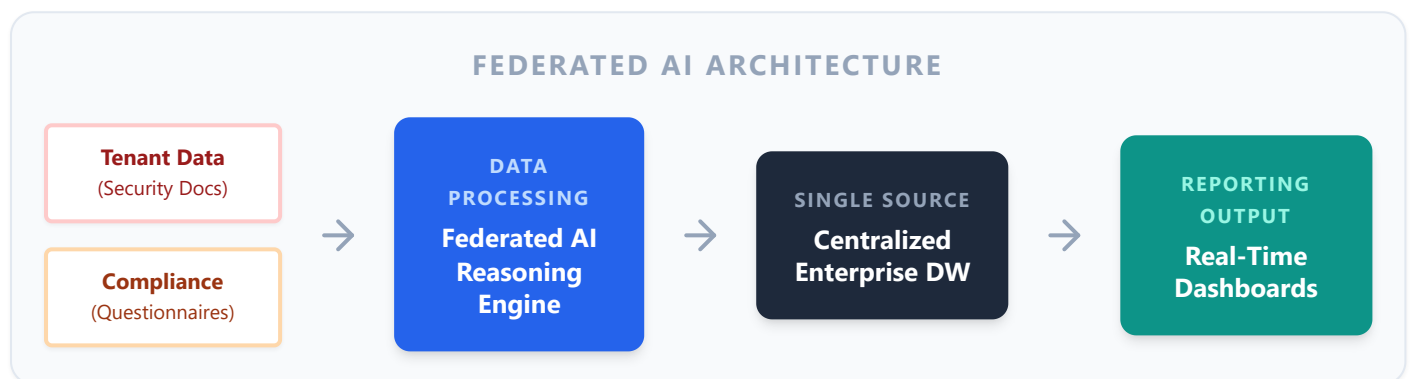 FEDERATED AI ARCHITECTURE
Tenant Data
(Security Docs)
Compliance
(Questionnaires)
DATA
PROCESSING
Federated AI
Reasoning
Engine
SINGLE SOURCE
Centralized
Enterprise DW
REPORTING
OUTPUT
Real-Time
Dashboards